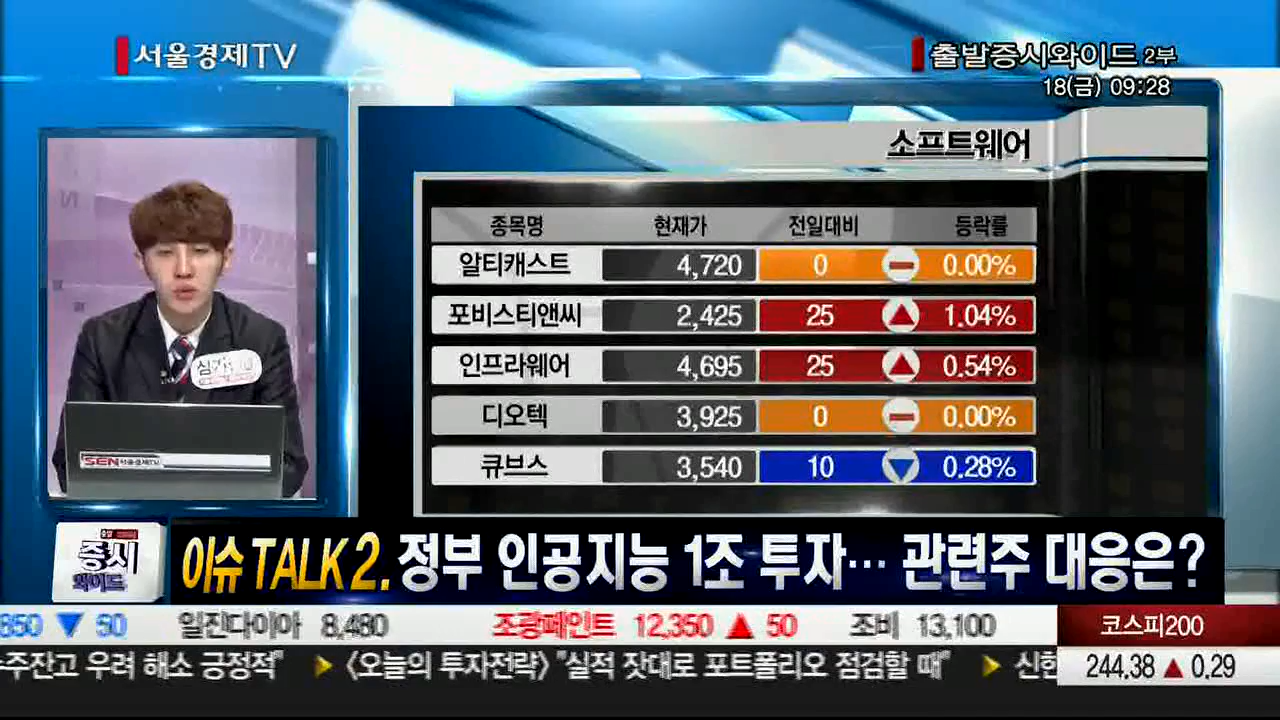 서울경제TV
출발증시와이드 2부
18(금) 09:28
소프트웨어
종목명 현재가 전일대비 등락률
알티캐스트 4,720 0 0.00%
포비스티앤씨 2,425 25 ▲ 1.04%
인프라웨어 4,695 25 ▲ 0.54%
디오텍 3,925 0 0.00%
큐브스 3,540 10 ▼ 0.28%
SEN 서울경제TV
증시
와이드
이슈 TALK 2. 정부 인공지능 1조 투자… 관련주 대응은?
850 ▼ 50 일진다이아 8,480 조광페인트 12,350 ▲ 50 조비 13,100
코스피200
주잔고 우려 해소 긍정적" ▶ 〈오늘의 투자전략〉 "실적 잣대로 포트폴리오 점검할 때" ▶ 신한
244.38 ▲ 0.29